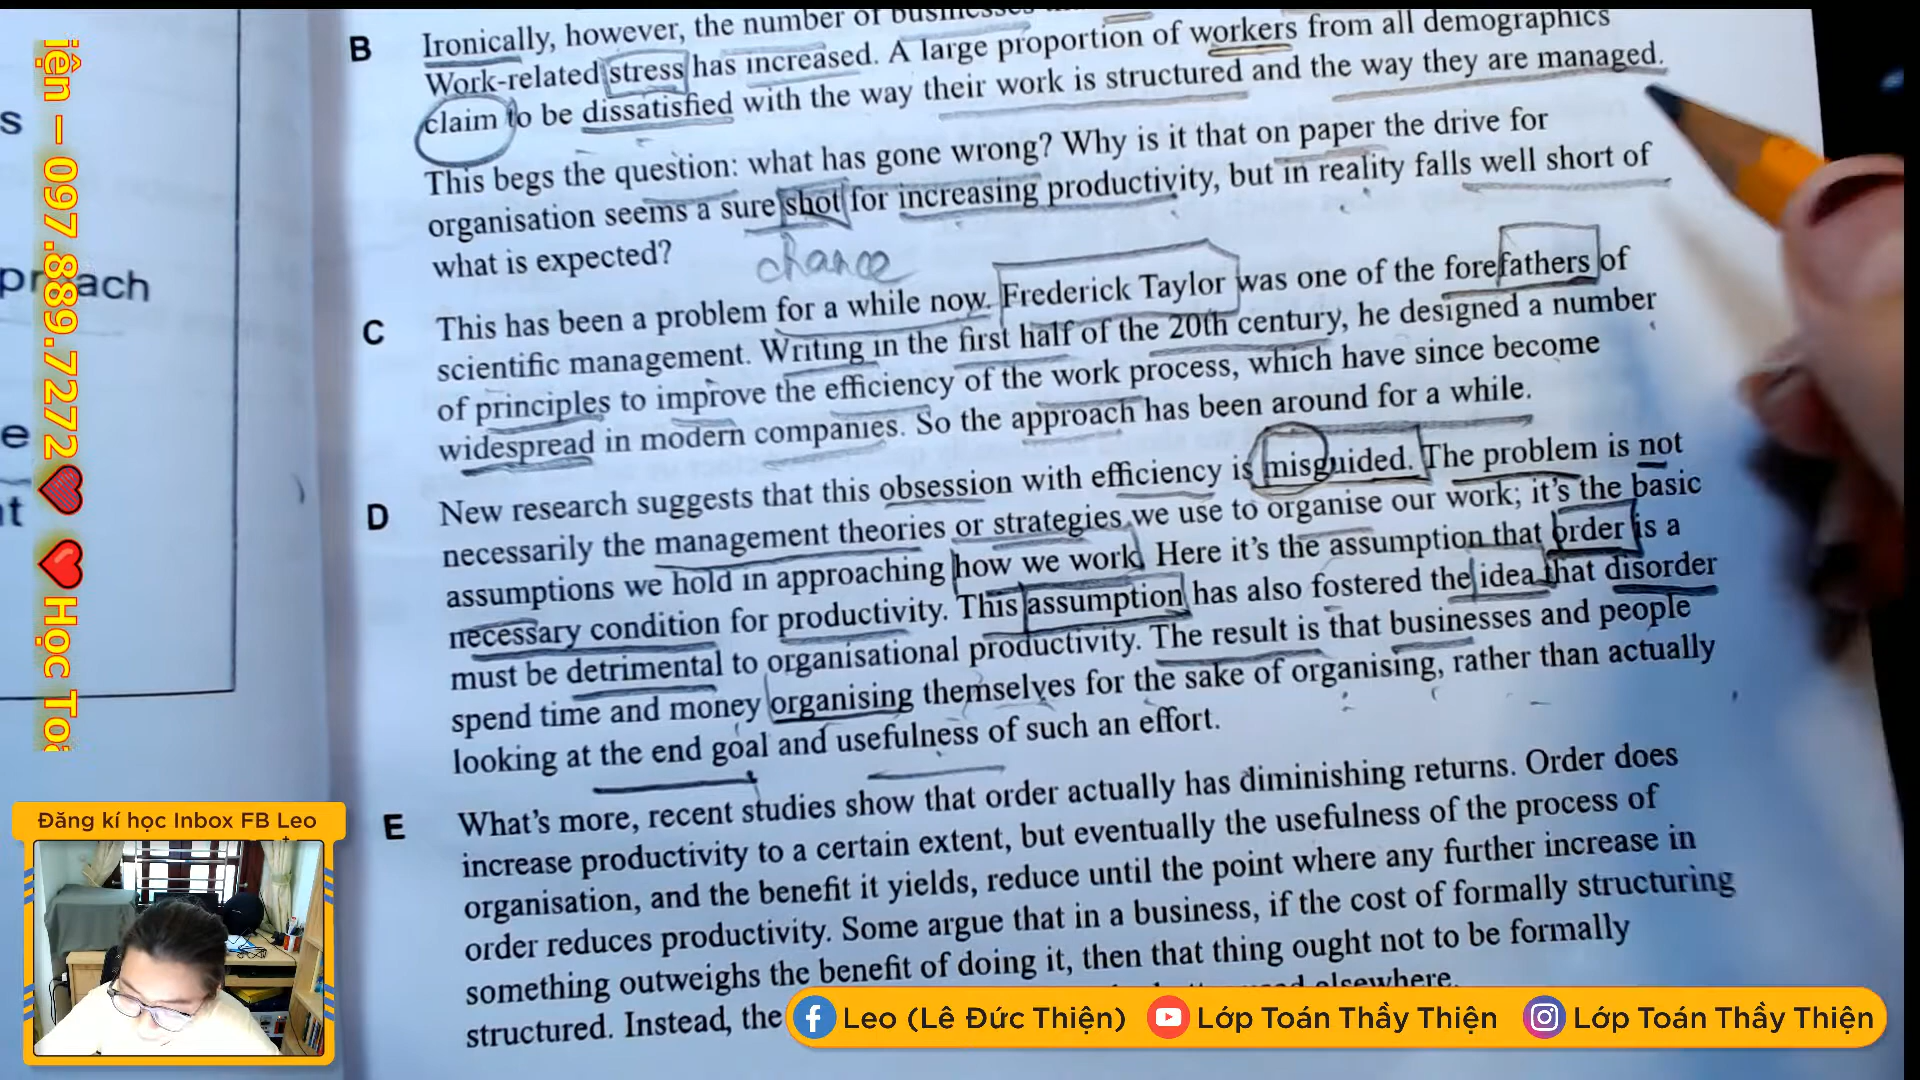 B Ironically, however, the number of businesses
Work-related stress has increased. A large proportion of workers from all demographics
claim to be dissatisfied with the way their work is structured and the way they are managed.
This begs the question: what has gone wrong? Why is it that on paper the drive for
organisation seems a sure shot for increasing productivity, but in reality falls well short of
what is expected?
chance
C This has been a problem for a while now. Frederick Taylor was one of the forefathers of
scientific management. Writing in the first half of the 20th century, he designed a number
of principles to improve the efficiency of the work process, which have since become
widespread in modern companies. So the approach has been around for a while.
D New research suggests that this obsession with efficiency is misguided. The problem is not
necessarily the management theories or strategies we use to organise our work; it's the basic
assumptions we hold in approaching how we work. Here it's the assumption that order is a
necessary condition for productivity. This assumption has also fostered the idea that disorder
must be detrimental to organisational productivity. The result is that businesses and people
spend time and money organising themselves for the sake of organising, rather than actually
looking at the end goal and usefulness of such an effort.
E What's more, recent studies show that order actually has diminishing returns. Order does
increase productivity to a certain extent, but eventually the usefulness of the process of
organisation, and the benefit it yields, reduce until the point where any further increase in
order reduces productivity. Some argue that in a business, if the cost of formally structuring
something outweighs the benefit of doing it, then that thing ought not to be formally
structured. Instead, the elsewhere.
s
e
t
iện – 097.889.7272 Học To
Đăng kí học Inbox FB Leo
Leo (Lê Đức Thiện) Lớp Toán Thầy Thiện Lớp Toán Thầy Thiện